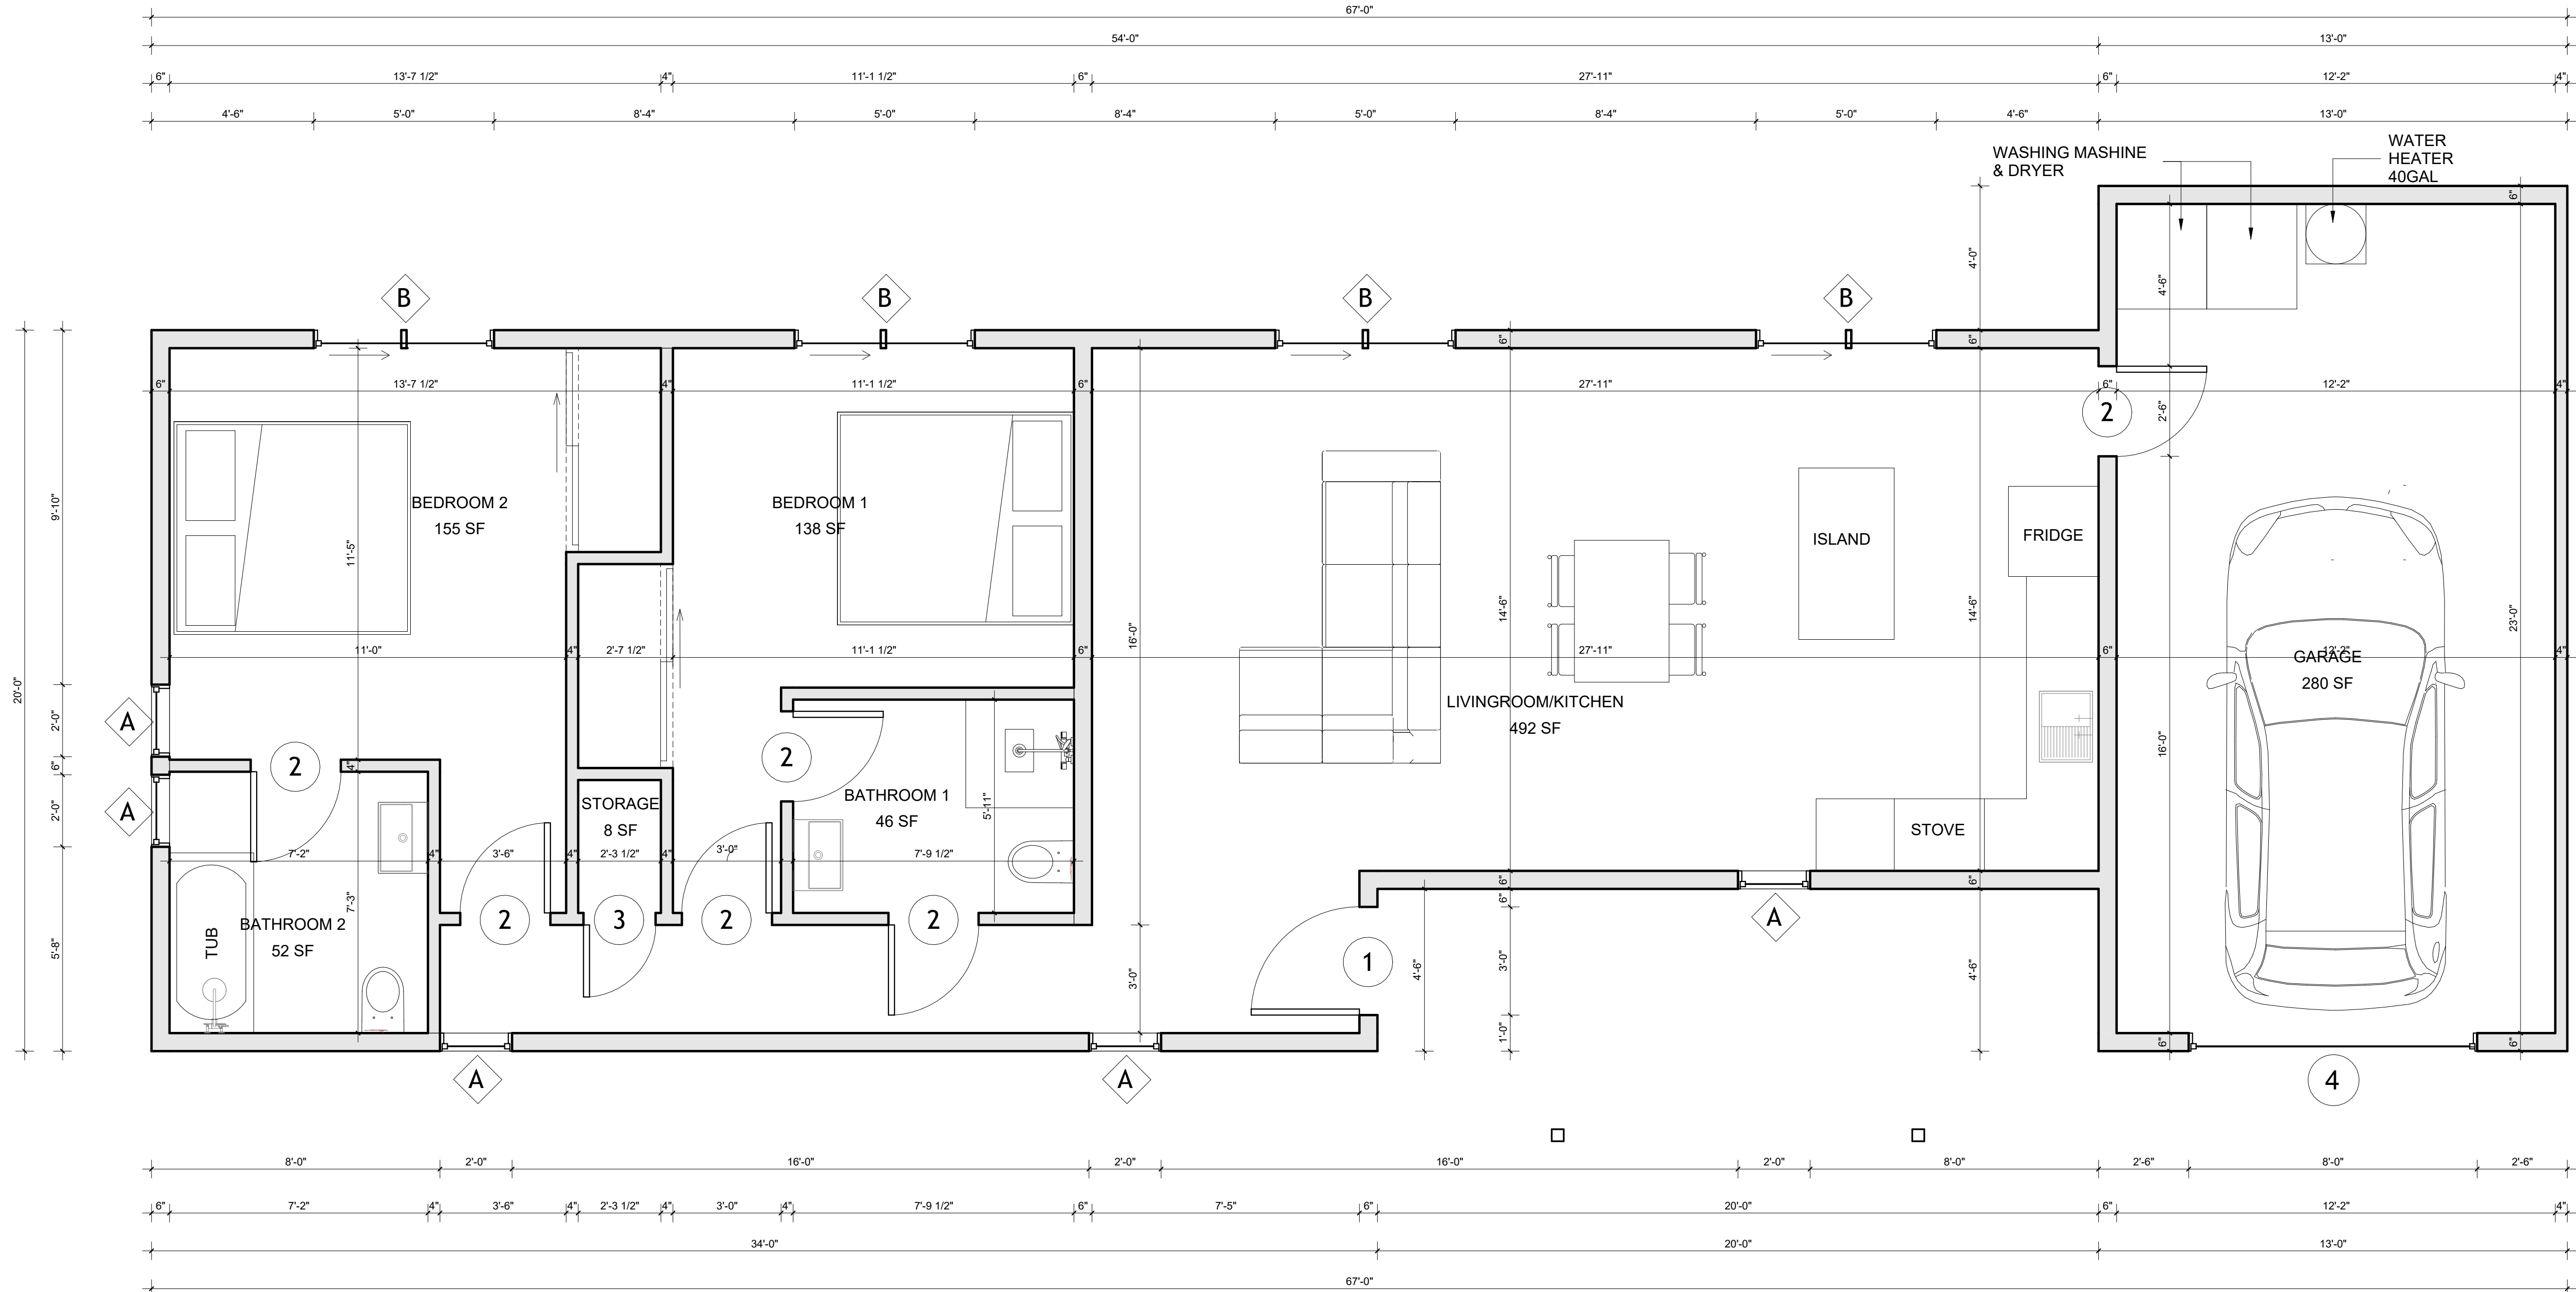 67'-0"
54'-0" 13'-0"
6" 13'-7 1/2" 4" 11'-1 1/2" 6" 27'-11" 6" 12'-2" 4"
4'-6" 5'-0" 8'-4" 5'-0" 8'-4" 5'-0" 8'-4" 5'-0" 4'-6" 13'-0"
WASHING MASHINE
& DRYER
WATER
HEATER
40GAL
6"
4'-0"
4'-6"
B B B B
6" 6"
6" 13'-7 1/2" 4" 11'-1 1/2" 6" 27'-11" 6" 12'-2" 4"
2
2'-6"
20'-0"
9'-10"
2'-0"
6"
2'-0"
5'-8"
BEDROOM 2
155 SF
11'-5"
BEDROOM 1
138 SF
ISLAND
FRIDGE
16'-0"
14'-6"
14'-6"
23'-0"
11'-0" 4" 2'-7 1/2" 11'-1 1/2" 6" 27'-11" 6" 12'-2" 4"
GARAGE
280 SF
LIVINGROOM/KITCHEN
492 SF
16'-0"
A
A
2
4"
2
STORAGE
8 SF
BATHROOM 1
46 SF
5'-11"
STOVE
7'-2" 4" 3'-6" 4" 2'-3 1/2" 4" 3'-0" 7'-9 1/2"
7'-3"
6" 6"
6"
BATHROOM 2
52 SF
TUB
2 3 2 2
A
1
3'-0"
4'-6"
3'-0"
4'-6"
1'-0"
6" 6"
A A
4
8'-0" 2'-0" 16'-0" 2'-0" 16'-0" 2'-0" 8'-0" 2'-6" 8'-0" 2'-6"
6" 7'-2" 4" 3'-6" 4" 2'-3 1/2" 4" 3'-0" 4" 7'-9 1/2" 6" 7'-5" 6" 20'-0" 6" 12'-2" 4"
34'-0" 20'-0" 13'-0"
67'-0"